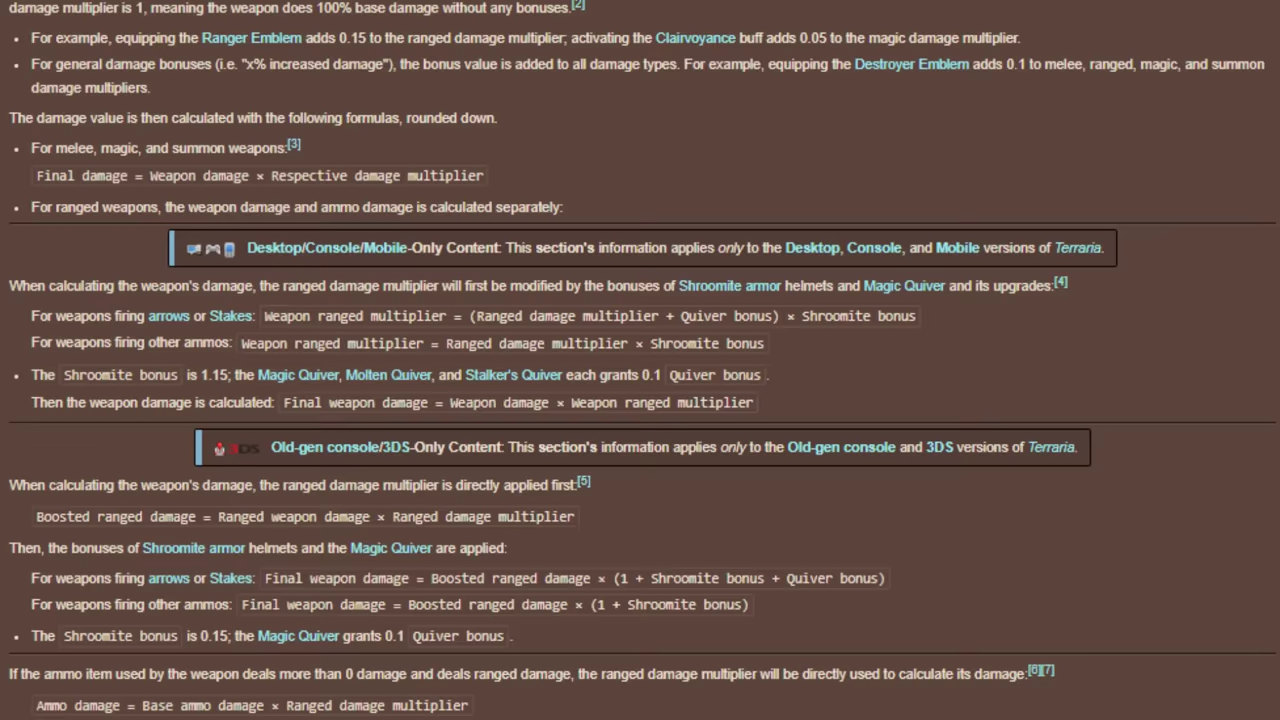 damage multiplier is 1, meaning the weapon does 100% base damage without any bonuses.[2]
• For example, equipping the Ranger Emblem adds 0.15 to the ranged damage multiplier; activating the Clairvoyance buff adds 0.05 to the magic damage multiplier.
• For general damage bonuses (i.e. "x% increased damage"), the bonus value is added to all damage types. For example, equipping the Destroyer Emblem adds 0.1 to melee, ranged, magic, and summon
damage multipliers.
The damage value is then calculated with the following formulas, rounded down.
• For melee, magic, and summon weapons:[3]
Final damage = Weapon damage × Respective damage multiplier
• For ranged weapons, the weapon damage and ammo damage is calculated separately:
Desktop/Console/Mobile-Only Content: This section's information applies only to the Desktop, Console, and Mobile versions of Terraria.
When calculating the weapon's damage, the ranged damage multiplier will first be modified by the bonuses of Shroomite armor helmets and Magic Quiver and its upgrades:[4]
For weapons firing arrows or Stakes: Weapon ranged multiplier = (Ranged damage multiplier + Quiver bonus) × Shroomite bonus
For weapons firing other ammos: Weapon ranged multiplier = Ranged damage multiplier × Shroomite bonus
• The Shroomite bonus is 1.15; the Magic Quiver, Molten Quiver, and Stalker's Quiver each grants 0.1 Quiver bonus.
Then the weapon damage is calculated: Final weapon damage = Weapon damage × Weapon ranged multiplier
3DS Old-gen console/3DS-Only Content: This section's information applies only to the Old-gen console and 3DS versions of Terraria.
When calculating the weapon's damage, the ranged damage multiplier is directly applied first:[5]
Boosted ranged damage = Ranged weapon damage × Ranged damage multiplier
Then, the bonuses of Shroomite armor helmets and the Magic Quiver are applied:
For weapons firing arrows or Stakes: Final weapon damage = Boosted ranged damage × (1 + Shroomite bonus + Quiver bonus)
For weapons firing other ammos: Final weapon damage = Boosted ranged damage × (1 + Shroomite bonus)
• The Shroomite bonus is 0.15; the Magic Quiver grants 0.1 Quiver bonus.
If the ammo item used by the weapon deals more than 0 damage and deals ranged damage, the ranged damage multiplier will be directly used to calculate its damage:[6][7]
Ammo damage = Base ammo damage × Ranged damage multiplier